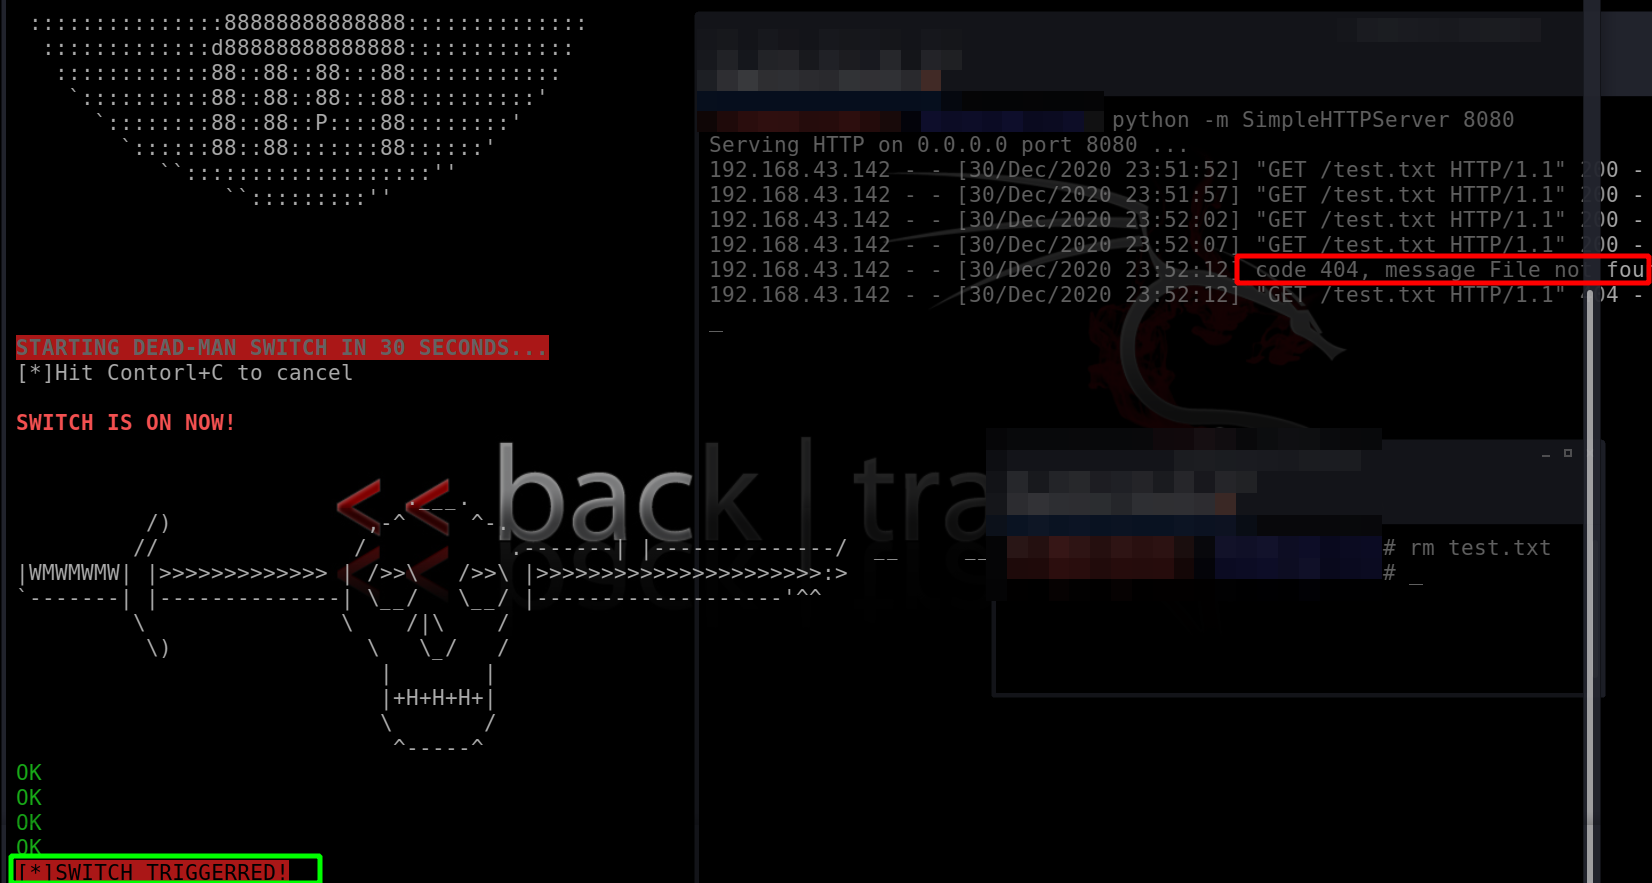 :::::::::::::::88888888888888::::::::::::::
:::::::::::::d88888888888888:::::::::::::
::::::::::::88::88::88:::88::::::::::::
`::::::::::88::88::88:::88::::::::::'
`::::::::88::88::P::::88::::::::'
`::::::88::88:::::::88::::::'
``:::::::::::::::::::''
``:::::::::''
STARTING DEAD-MAN SWITCH IN 30 SECONDS...
[*]Hit Contorl+C to cancel
SWITCH IS ON NOW!
.___.
/)               ,-^     ^-.
//              /           .-------| |--------------/  __     __
|WMWMWMW| |>>>>>>>>>>>>> | />>\   />>\ |>>>>>>>>>>>>>>>>>>>>>>:>
`-------| |--------------| \__/   \__/ |-------------------'^^
\               \    /|\    /
\)               \   \_/   /
|       |
|+H+H+H+|
\       /
^-----^
OK
OK
OK
OK
[*]SWITCH TRIGGERRED!
<< back | tra
python -m SimpleHTTPServer 8080
Serving HTTP on 0.0.0.0 port 8080 ...
192.168.43.142 - - [30/Dec/2020 23:51:52] "GET /test.txt HTTP/1.1" 200 -
192.168.43.142 - - [30/Dec/2020 23:51:57] "GET /test.txt HTTP/1.1" 200 -
192.168.43.142 - - [30/Dec/2020 23:52:02] "GET /test.txt HTTP/1.1" 200 -
192.168.43.142 - - [30/Dec/2020 23:52:07] "GET /test.txt HTTP/1.1" 200 -
192.168.43.142 - - [30/Dec/2020 23:52:12] code 404, message File not fou
192.168.43.142 - - [30/Dec/2020 23:52:12] "GET /test.txt HTTP/1.1" 404 -
_
# rm test.txt
# _